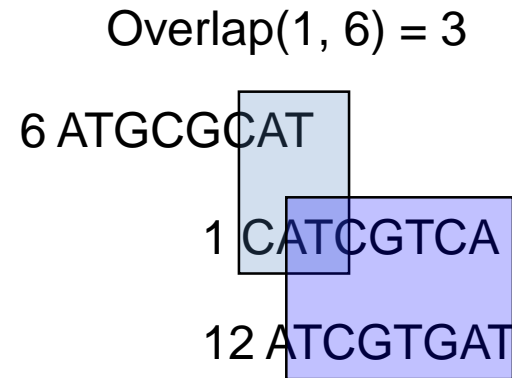 Overlap(1, 6) = 3
6 ATGCGCAT
1 CATCGTCA
12 ATCGTGAT